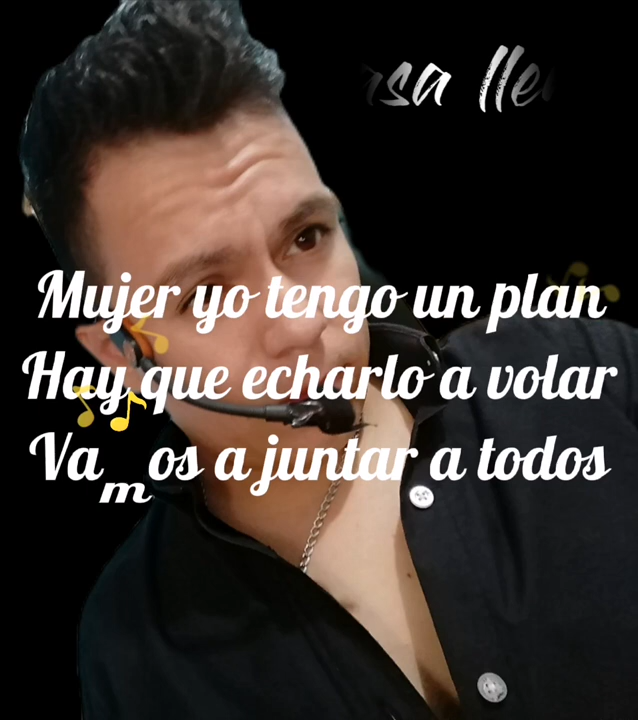 Mujer yo tengo un plan
Hay que echarlo a volar
Vamos a juntar a todos